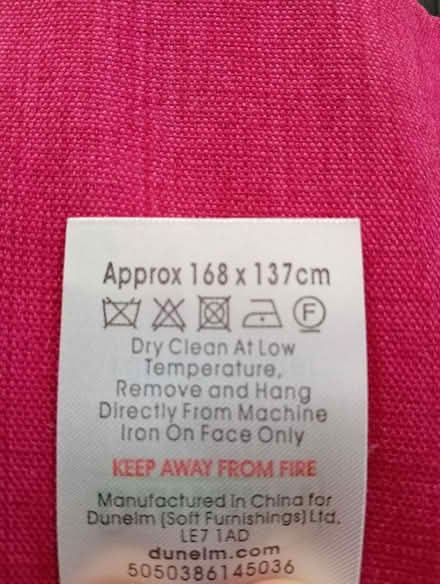 Approx 168 x 137cm
F
Dry Clean At Low
Temperature,
Remove and Hang
Directly From Machine
Iron On Face Only
KEEP AWAY FROM FIRE
Manufactured in China for
Dunelm (Soft Furnishings) Ltd,
LE7 1AD
dunelm.com
5050386145036